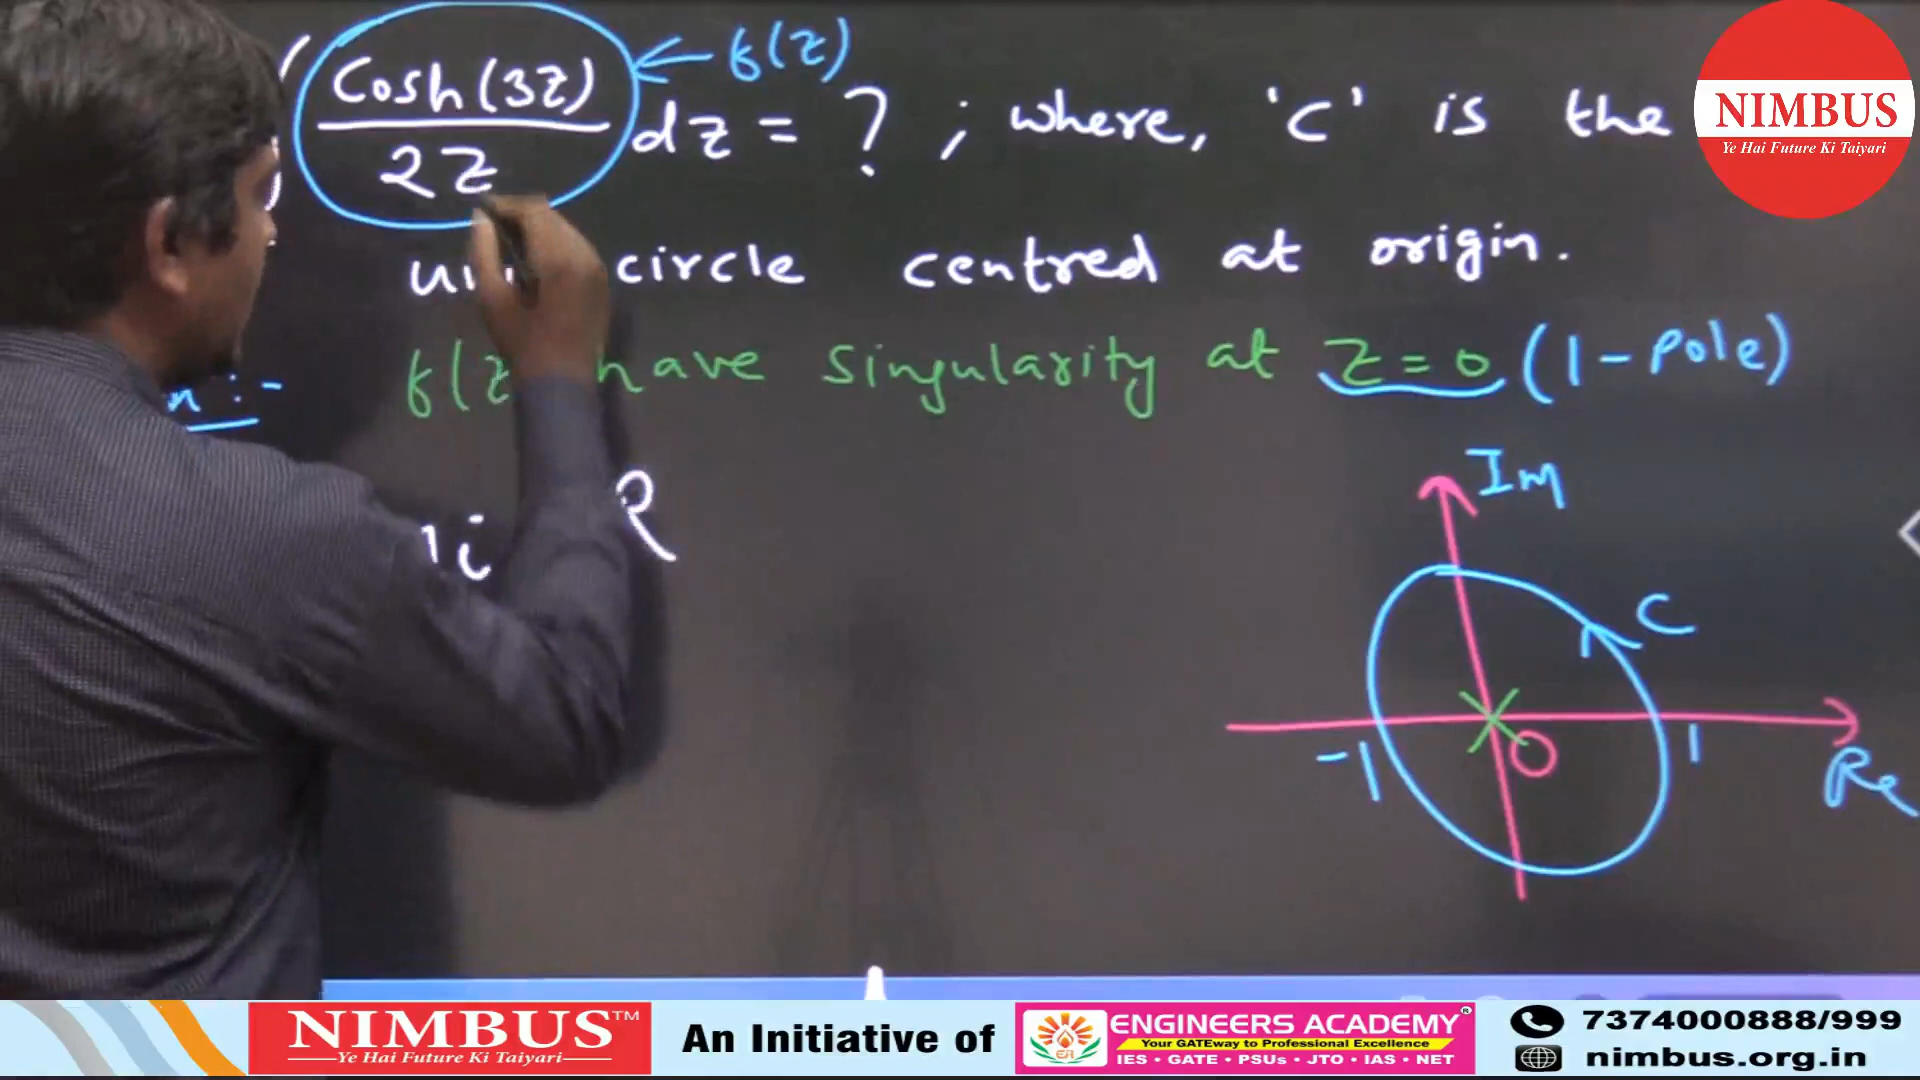 Cosh(3Z) ← f(z)
2Z dz = ? ; where, 'C' is the
circle centred at origin.
have singularity at Z = 0 (1 - Pole)
n :-
Im
C
-1 O 1
Re
NIMBUS
Ye Hai Future Ki Taiyari
NIMBUS™
Ye Hai Future Ki Taiyari
An Initiative of
ENGINEERS ACADEMY®
Your GATEway to Professional Excellence
IES • GATE • PSUs • JTO • IAS • NET
7374000888/999
nimbus.org.in